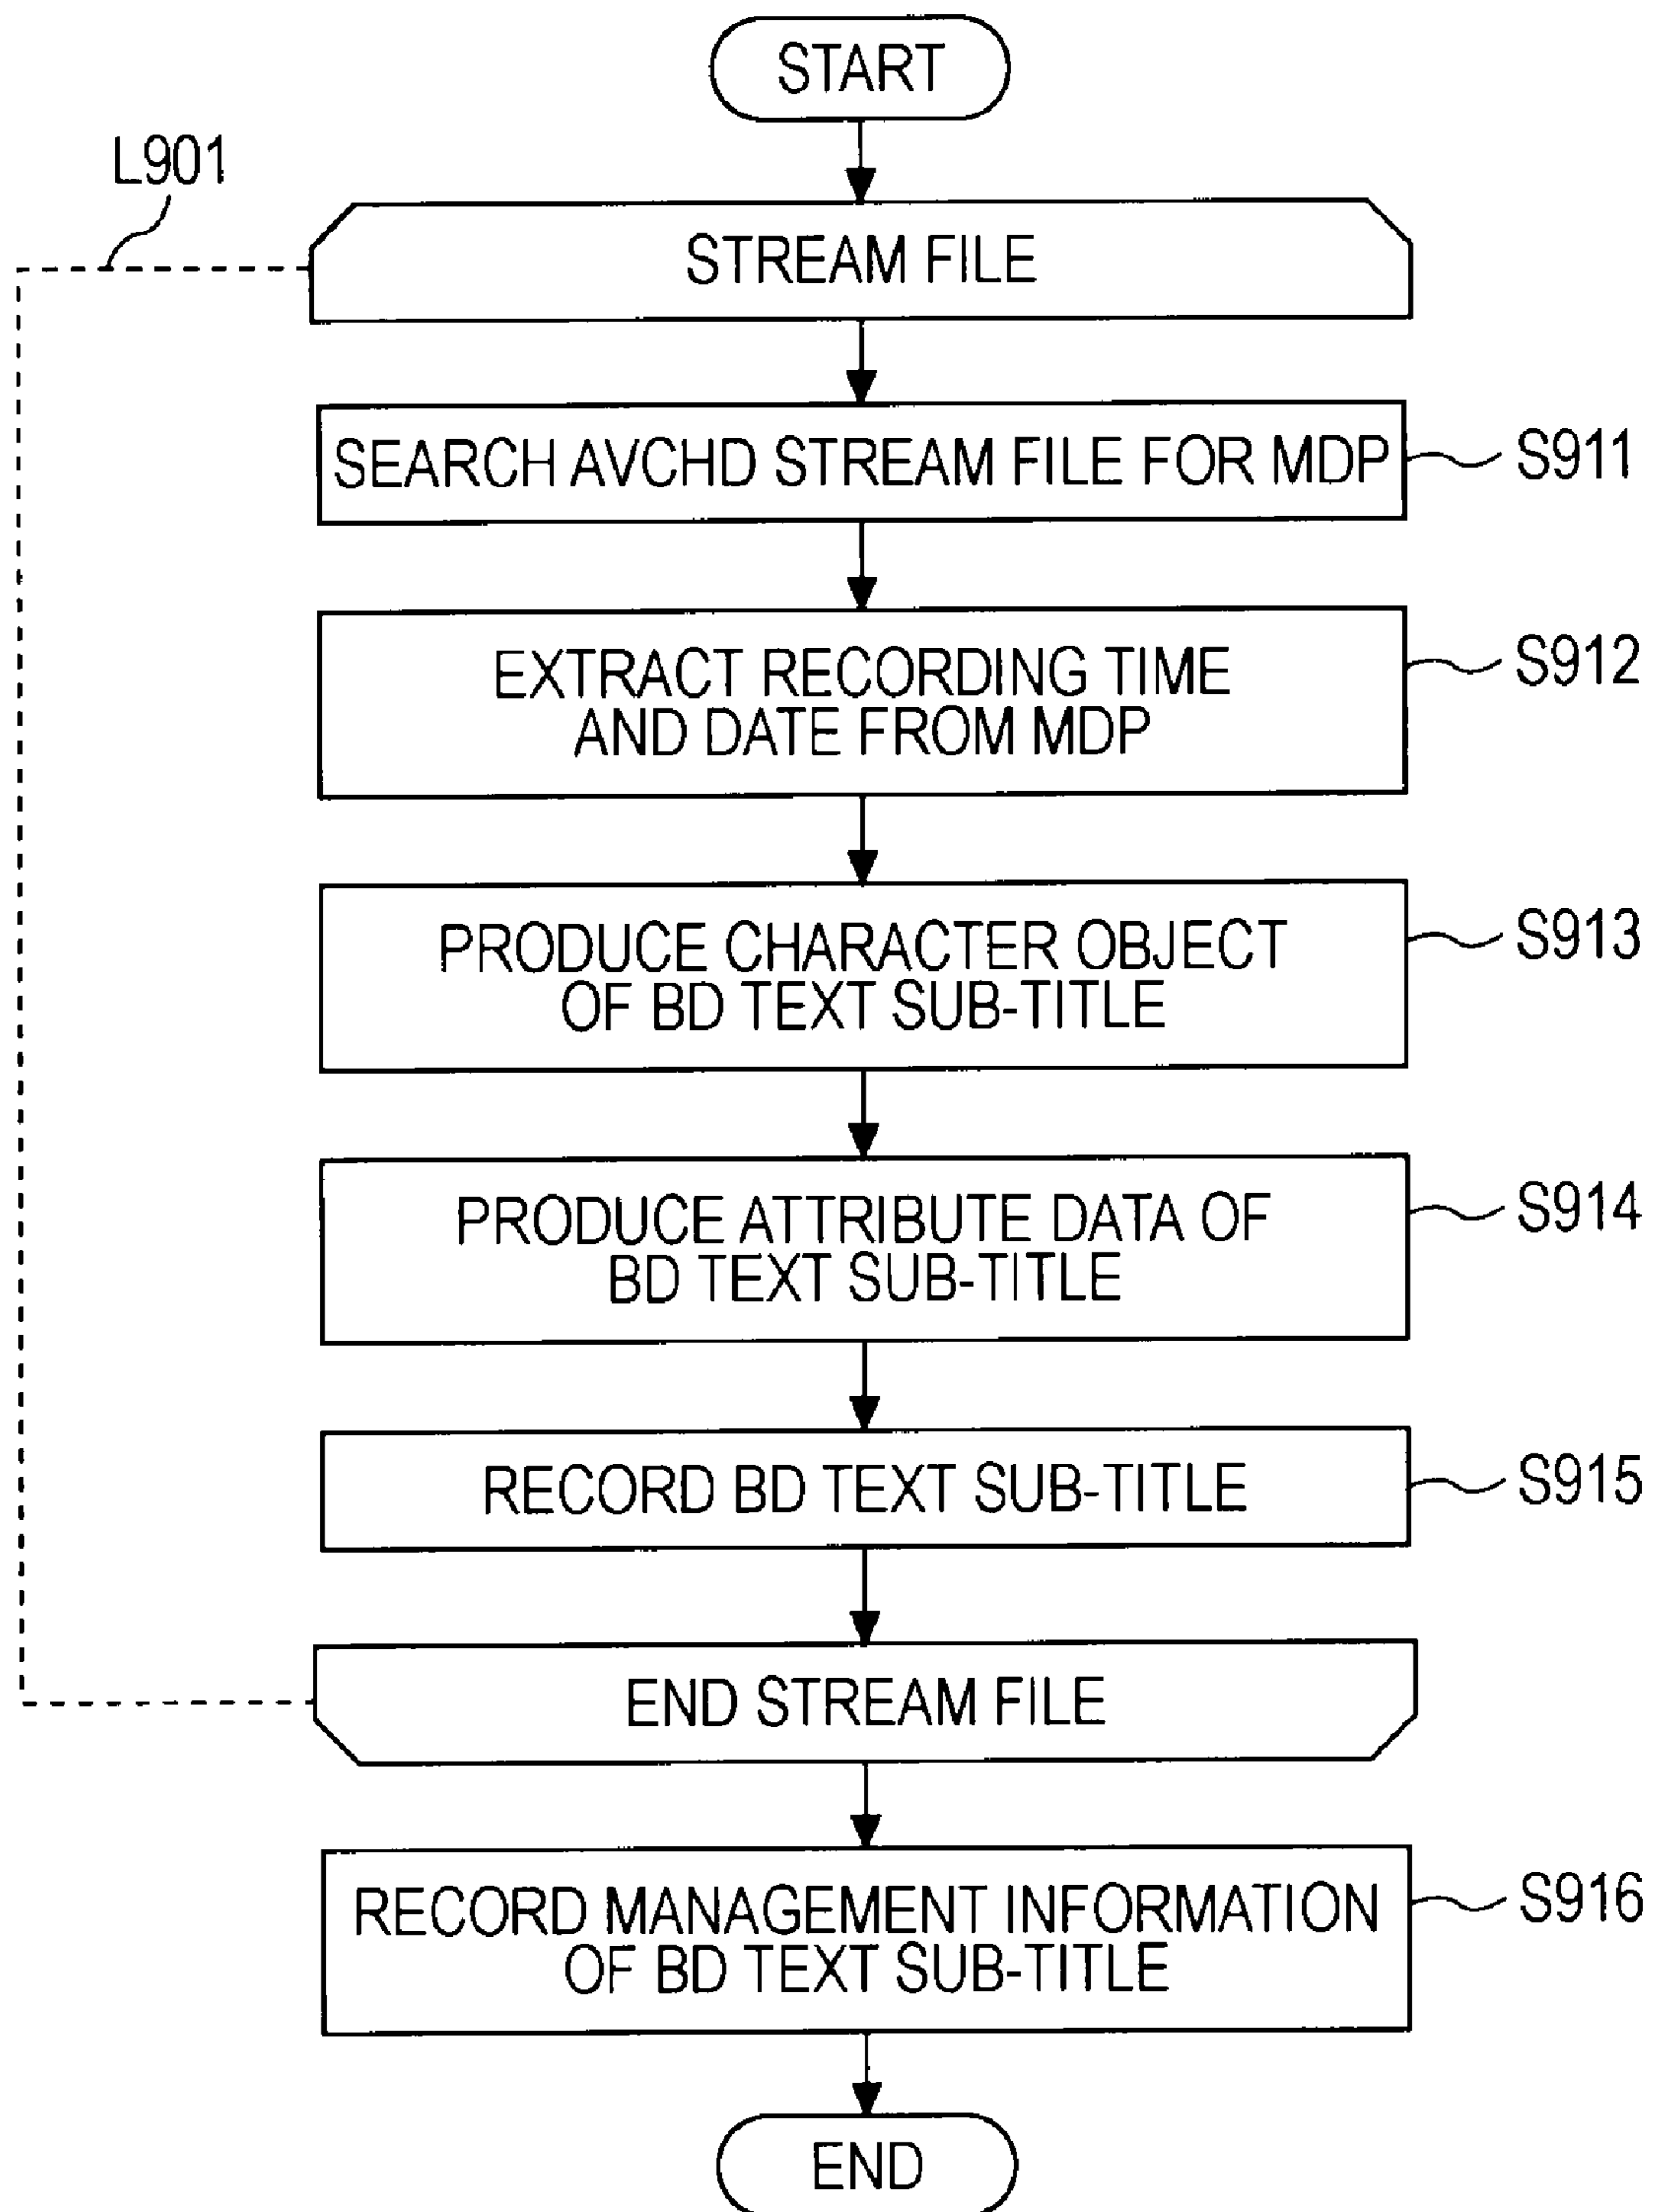 START
L901
STREAM FILE
SEARCH AVCHD STREAM FILE FOR MDP
S911
EXTRACT RECORDING TIME
AND DATE FROM MDP
S912
PRODUCE CHARACTER OBJECT
OF BD TEXT SUB-TITLE
S913
PRODUCE ATTRIBUTE DATA OF
BD TEXT SUB-TITLE
S914
RECORD BD TEXT SUB-TITLE
S915
END STREAM FILE
RECORD MANAGEMENT INFORMATION
OF BD TEXT SUB-TITLE
S916
END